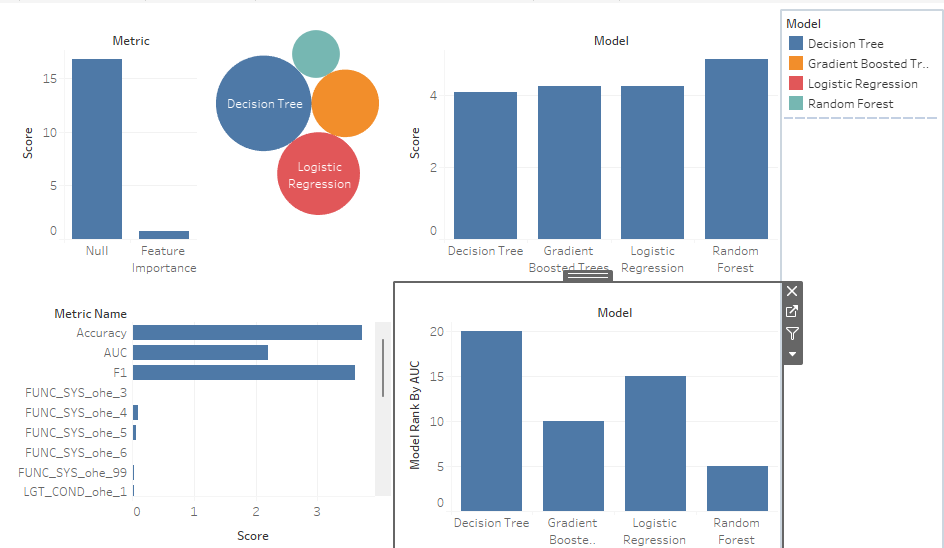 Metric
Score
15
10
5
0
Null
Feature
Importance
Decision Tree
Logistic
Regression
Model
Score
4
2
0
Decision Tree
Gradient
Boosted Trees
Logistic
Regression
Random
Forest
Model
Decision Tree
Gradient Boosted Tr..
Logistic Regression
Random Forest
Metric Name
Accuracy
AUC
F1
FUNC_SYS_ohe_3
FUNC_SYS_ohe_4
FUNC_SYS_ohe_5
FUNC_SYS_ohe_6
FUNC_SYS_ohe_99
LGT_COND_ohe_1
0 1 2 3
Score
Model
Model Rank By AUC
20
15
10
5
0
Decision Tree
Gradient
Booste..
Logistic
Regression
Random
Forest